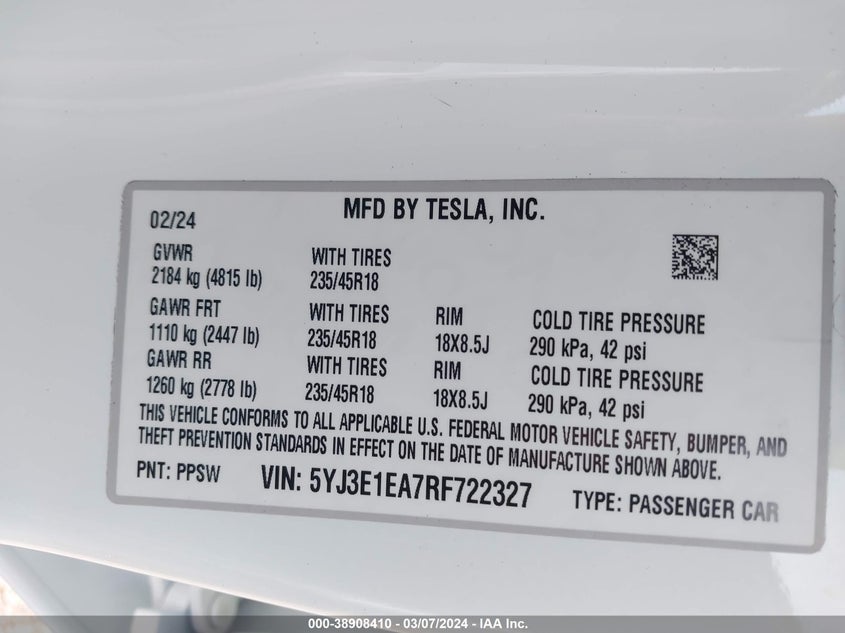 MFD BY TESLA, INC.
02/24
GVWR WITH TIRES
2184 kg (4815 lb) 235/45R18
GAWR FRT WITH TIRES RIM COLD TIRE PRESSURE
1110 kg (2447 lb) 235/45R18 18X8.5J 290 kPa, 42 psi
GAWR RR WITH TIRES RIM COLD TIRE PRESSURE
1260 kg (2778 lb) 235/45R18 18X8.5J 290 kPa, 42 psi
THIS VEHICLE CONFORMS TO ALL APPLICABLE U.S. FEDERAL MOTOR VEHICLE SAFETY, BUMPER, AND
THEFT PREVENTION STANDARDS IN EFFECT ON THE DATE OF MANUFACTURE SHOWN ABOVE.
PNT: PPSW VIN: 5YJ3E1EA7RF722327 TYPE: PASSENGER CAR
000-38908410 — 03/07/2024 — IAA Inc.